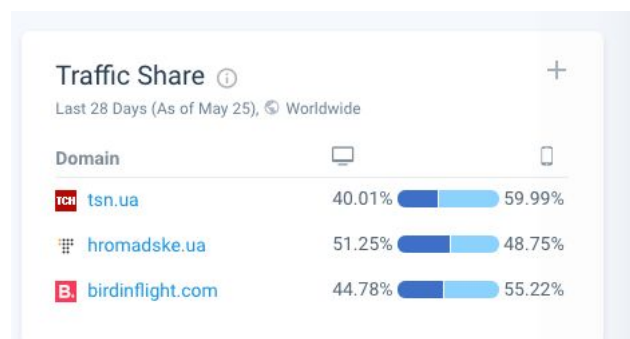 Traffic Share
Last 28 Days (As of May 25), Worldwide
Domain
ТСН tsn.ua 40.01% 59.99%
hromadske.ua 51.25% 48.75%
B. birdinflight.com 44.78% 55.22%